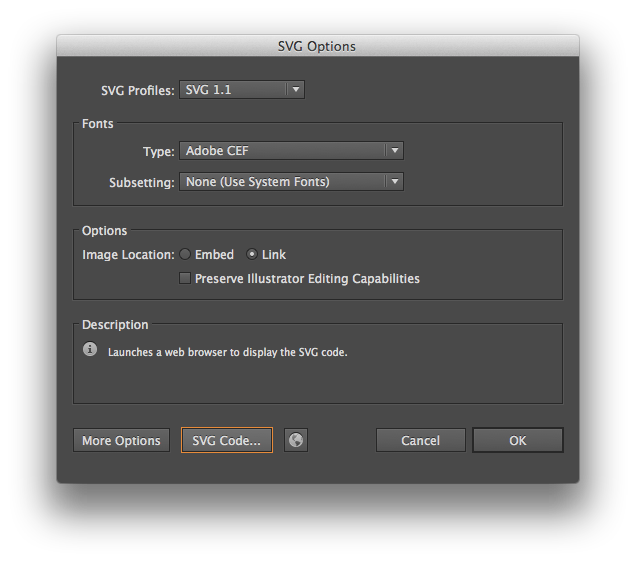 SVG Options
SVG Profiles: SVG 1.1
Fonts
Type: Adobe CEF
Subsetting: None (Use System Fonts)
Options
Image Location: Embed Link
Preserve Illustrator Editing Capabilities
Description
Launches a web browser to display the SVG code.
More Options SVG Code... Cancel OK